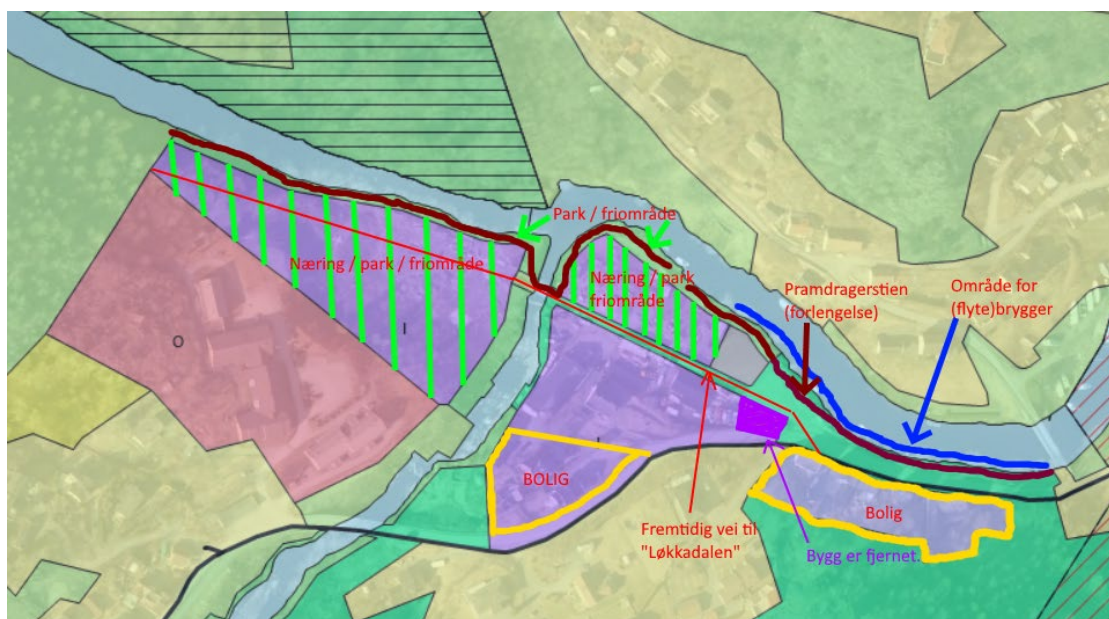 Park / friområde
Næring / park / friområde
Næring / park
friområde
Pramdragerstien
(forlengelse)
Område for
(flyte)brygger
O
I
I
BOLIG
Bolig
Fremtidig vei til
"Løkkadalen"
Bygg er fjernet.